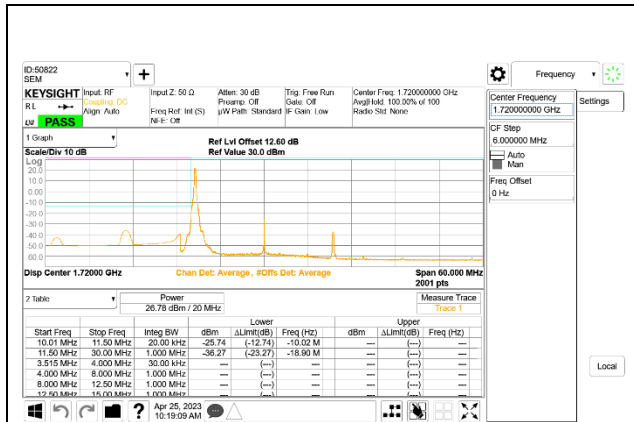 ID:50822
SEM
Frequency
KEYSIGHT Input: RF Input Z: 50 Ω Atten: 30 dB Trig: Free Run Center Freq: 1.720000000 GHz
RL Coupling: DC Preamp: Off Gate: Off Avg|Hold: 100.00% of 100
Align: Auto Freq Ref: Int (S) µW Path: Standard IF Gain: Low Radio Std: None
PASS NFE: Off
Center Frequency
1.720000000 GHz
Settings
CF Step
6.000000 MHz
Auto
Man
Freq Offset
0 Hz
Local
1 Graph
Ref Lvl Offset 12.60 dB
Scale/Div 10 dB Ref Value 30.0 dBm
Log
20.0
10.0
0.00
-10.0
-20.0
-30.0
-40.0
-50.0
-60.0
Disp Center 1.72000 GHz Chan Det: Average, #Offs Det: Average Span 60.000 MHz
2001 pts
2 Table Power Measure Trace
26.78 dBm / 20 MHz Trace 1
Lower Upper
Start Freq Stop Freq Integ BW dBm ΔLimit(dB) Freq (Hz) dBm ΔLimit(dB) Freq (Hz)
10.01 MHz 11.50 MHz 20.00 kHz -25.74 (-12.74) -10.02 M --- (---) ---
11.50 MHz 30.00 MHz 1.000 MHz -36.27 (-23.27) -18.90 M --- (---) ---
3.515 MHz 4.000 MHz 30.00 kHz --- (---) --- --- (---) ---
4.000 MHz 8.000 MHz 1.000 MHz --- (---) --- --- (---) ---
8.000 MHz 12.50 MHz 1.000 MHz --- (---) --- --- (---) ---
12.50 MHz 15.00 MHz 1.000 MHz --- (---) --- --- (---) ---
Apr 25, 2023
10:19:09 AM